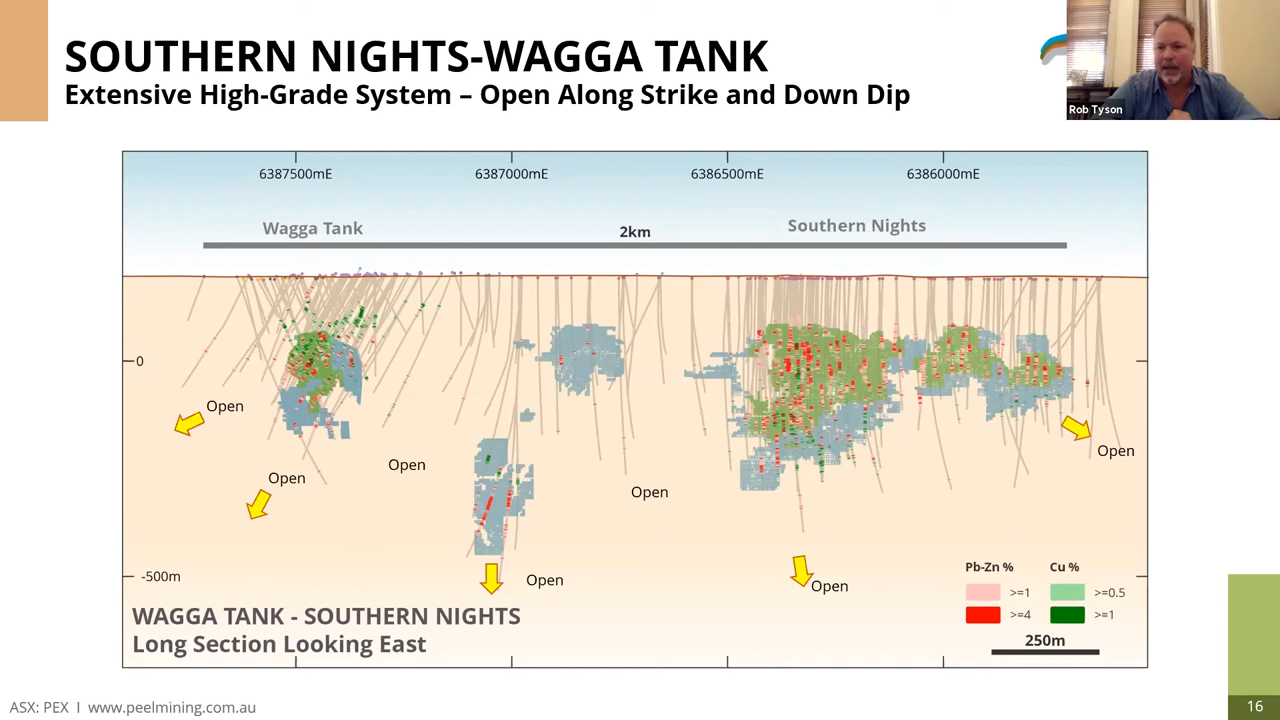 SOUTHERN NIGHTS-WAGGA TANK
Extensive High-Grade System – Open Along Strike and Down Dip
Rob Tyson
6387500mE 6387000mE 6386500mE 6386000mE
Wagga Tank 2km Southern Nights
0
Open
Open
Open
Open
Open
Open
Open
-500m
WAGGA TANK - SOUTHERN NIGHTS
Long Section Looking East
Pb-Zn % Cu %
>=1 >=0.5
>=4 >=1
250m
ASX: PEX I www.peelmining.com.au
16